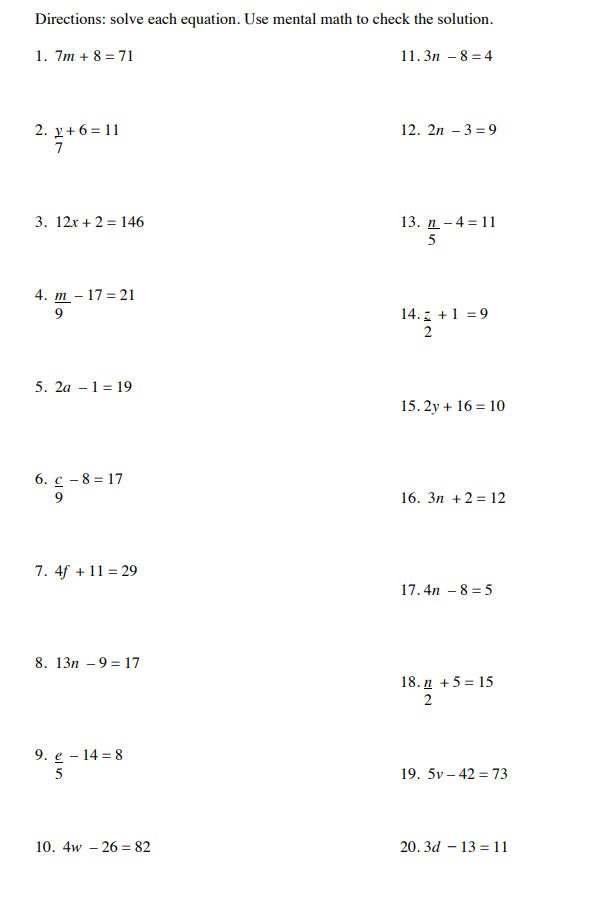 Directions: solve each equation. Use mental math to check the solution.
1. 7m + 8 = 71
2. y + 6 = 11
7
3. 12x + 2 = 146
4. m – 17 = 21
9
5. 2a – 1 = 19
6. c – 8 = 17
9
7. 4f + 11 = 29
8. 13n – 9 = 17
9. e – 14 = 8
5
10. 4w – 26 = 82
11. 3n – 8 = 4
12. 2n – 3 = 9
13. n – 4 = 11
5
14. z + 1 = 9
2
15. 2y + 16 = 10
16. 3n + 2 = 12
17. 4n – 8 = 5
18. n + 5 = 15
2
19. 5v – 42 = 73
20. 3d – 13 = 11